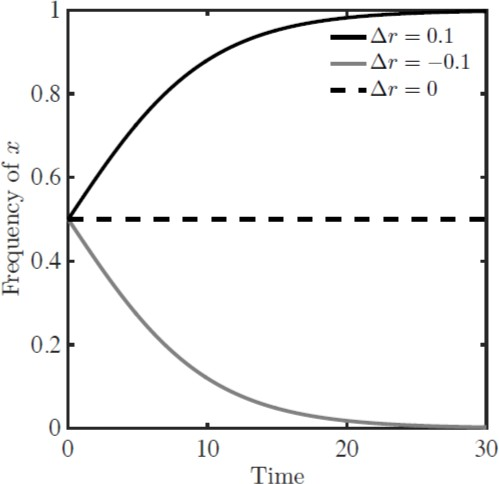 1
0.8
0.6
0.4
0.2
0
Frequency of x
Δr = 0.1
Δr = −0.1
Δr = 0
0 10 20 30
Time